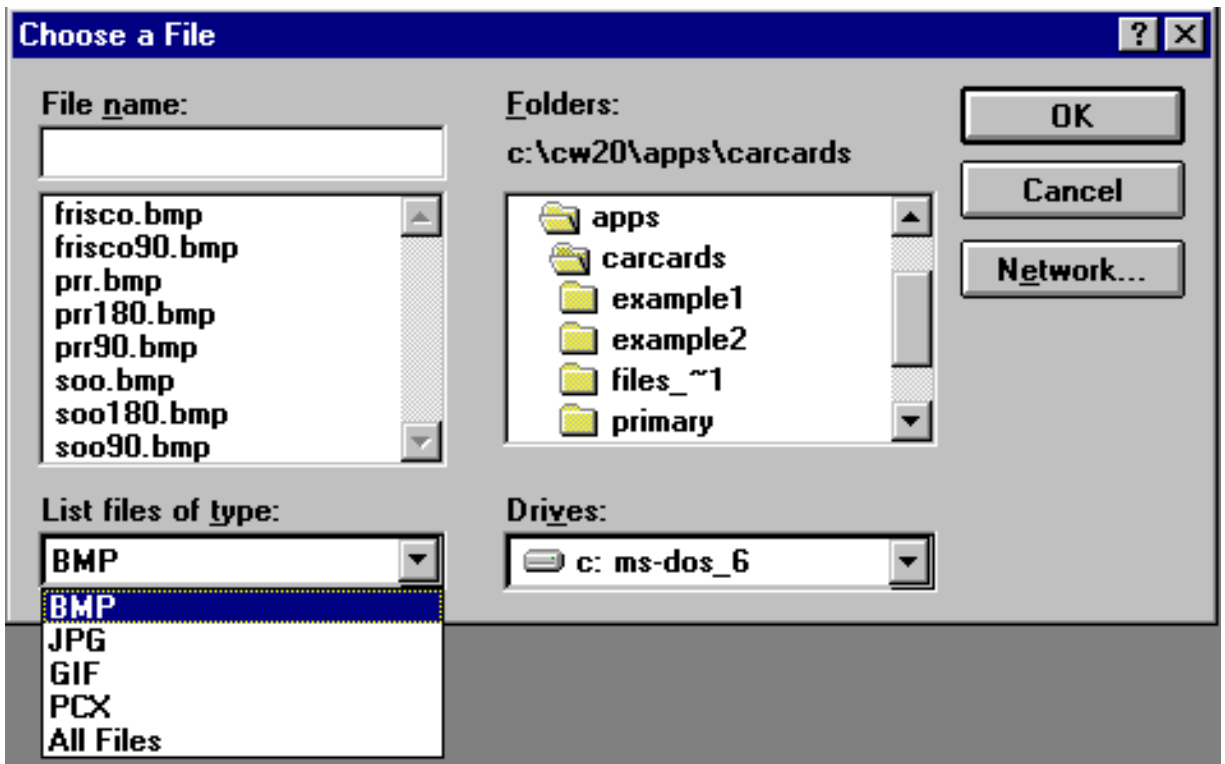 Choose a File
File name:
frisco.bmp
frisco90.bmp
prr.bmp
prr180.bmp
prr90.bmp
soo.bmp
soo180.bmp
soo90.bmp
List files of type:
BMP
BMP
JPG
GIF
PCX
All Files
Folders:
c:\cw20\apps\carcards
apps
carcards
example1
example2
files_~1
primary
Drives:
c: ms-dos_6
OK
Cancel
Network...